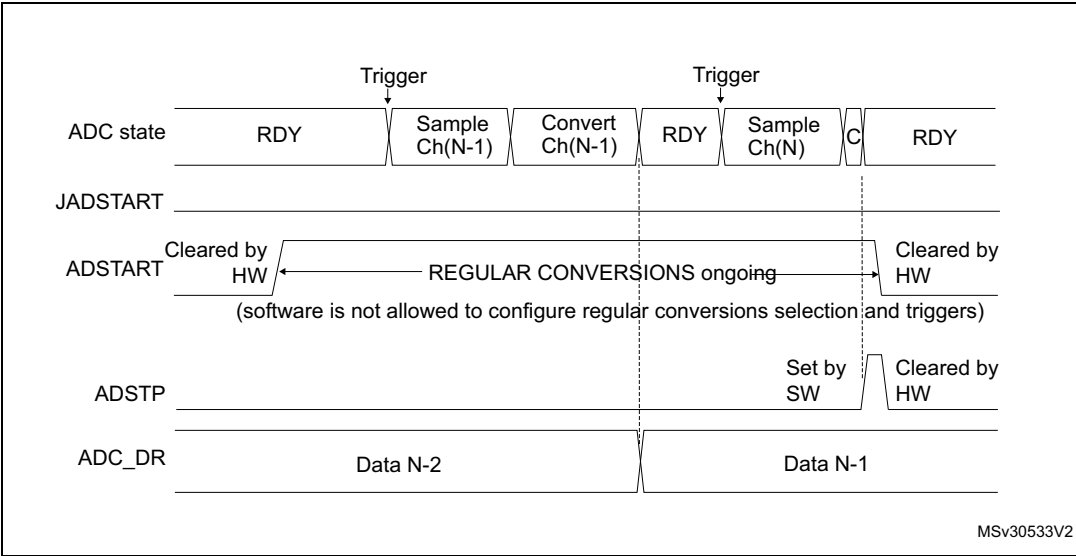 Trigger
Trigger
ADC state
RDY
Sample
Ch(N-1)
Convert
Ch(N-1)
RDY
Sample
Ch(N)
C
RDY
JADSTART
ADSTART
Cleared by
HW
REGULAR CONVERSIONS ongoing
Cleared by
HW
(software is not allowed to configure regular conversions selection and triggers)
ADSTP
Set by
SW
Cleared by
HW
ADC_DR
Data N-2
Data N-1
MSv30533V2